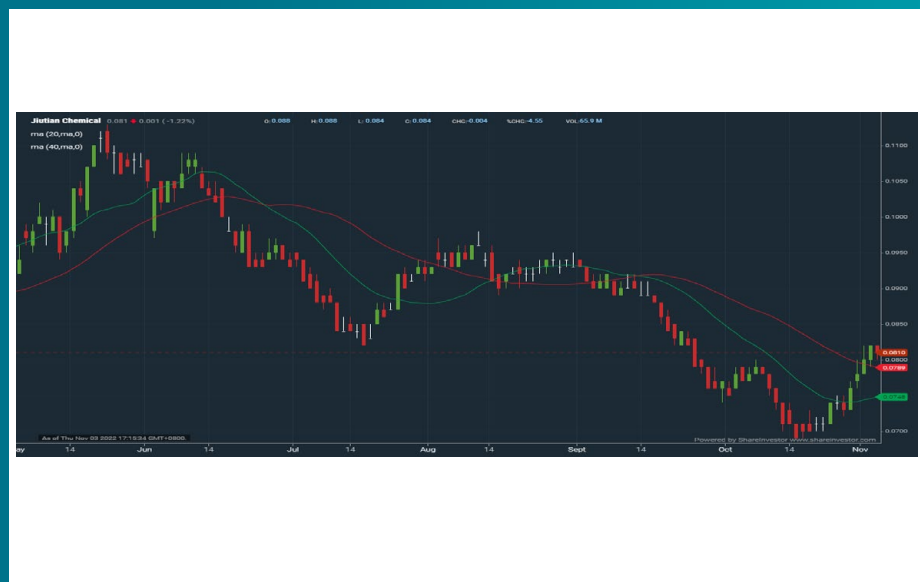 Jiutian Chemical 0.081 0.001 (-1.22%) O: 0.088 H: 0.088 L: 0.084 C: 0.084 CHG:-0.004 %CHG:-4.55 VOL:65.9 M
ma (20,ma,0)
ma (40,ma,0)
0.1100
0.1050
0.1000
0.0950
0.0900
0.0850
0.0810
0.0800
0.0799
0.0748
0.0700
As of Thu Nov 03 2022 17:15:34 GMT+0800.
Powered by ShareInvestor www.shareinvestor.com
ay 14 Jun 14 Jul 14 Aug 14 Sept 14 Oct 14 Nov